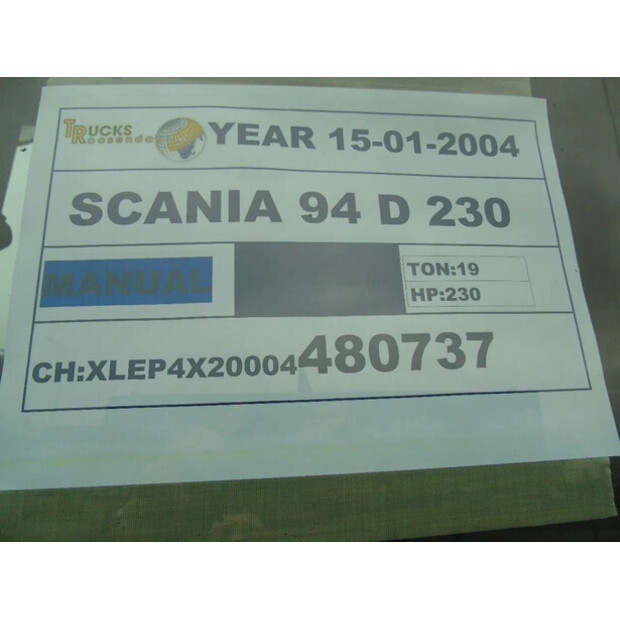 TRUCKS
Roosendaal
YEAR 15-01-2004
SCANIA 94 D 230
MANUAL
TON:19
HP:230
CH:XLEP4X20004480737